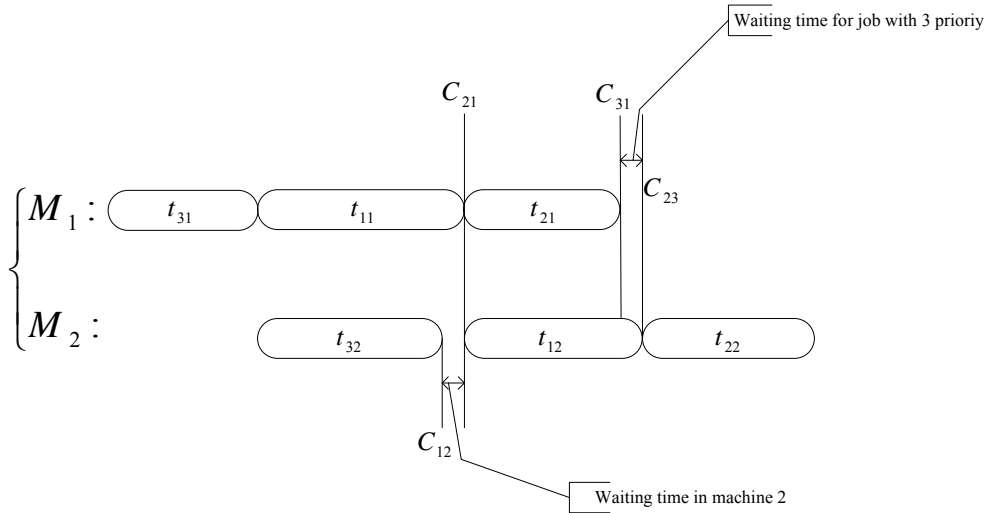 Waiting time for job with 3 prioriy
C₂₁
C₃₁
C₂₃
M₁ :
t₃₁
t₁₁
t₂₁
M₂ :
t₃₂
t₁₂
t₂₂
C₁₂
Waiting time in machine 2